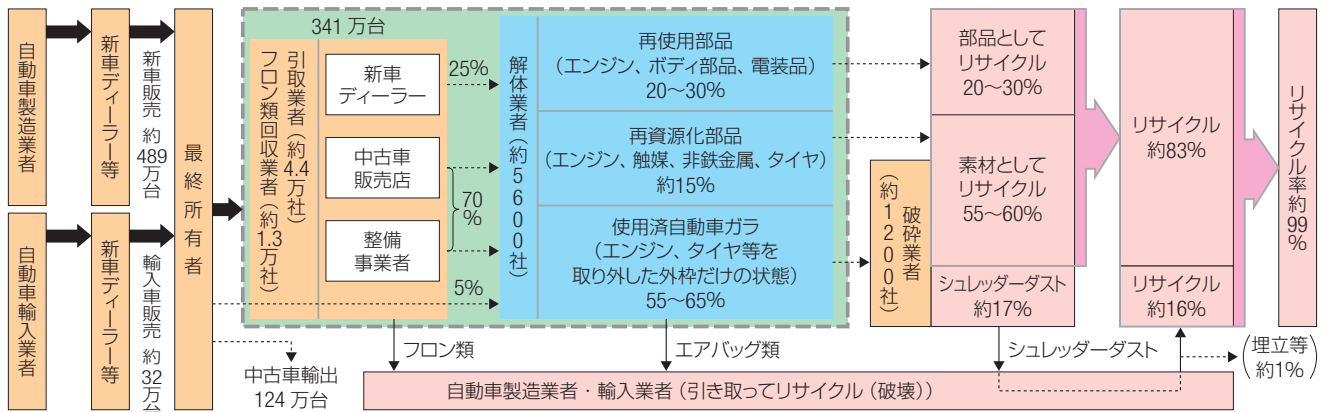 自動車製造業者
新車ディーラー等
新車販売 約489万台
自動車輸入業者
新車ディーラー等
輸入車販売 約32万台
最終所有者
中古車輸出
124 万台
341 万台
引取業者（約4.4万社）
フロン類回収業者（約1.3万社）
新車
ディーラー
中古車
販売店
整備
事業者
25%
70
%
5%
解体業者（約5600社）
再使用部品
（エンジン、ボディ部品、電装品）
20～30%
再資源化部品
（エンジン、触媒、非鉄金属、タイヤ）
約15%
使用済自動車ガラ
（エンジン、タイヤ等を
取り外した外枠だけの状態）
55～65%
破砕業者
（約1200社）
部品として
リサイクル
20～30%
素材として
リサイクル
55～60%
シュレッダーダスト
約17%
リサイクル
約83%
リサイクル
約16%
リサイクル率約99%
フロン類
エアバッグ類
シュレッダーダスト
（埋立等
約1%）
自動車製造業者・輸入業者（引き取ってリサイクル（破壊））